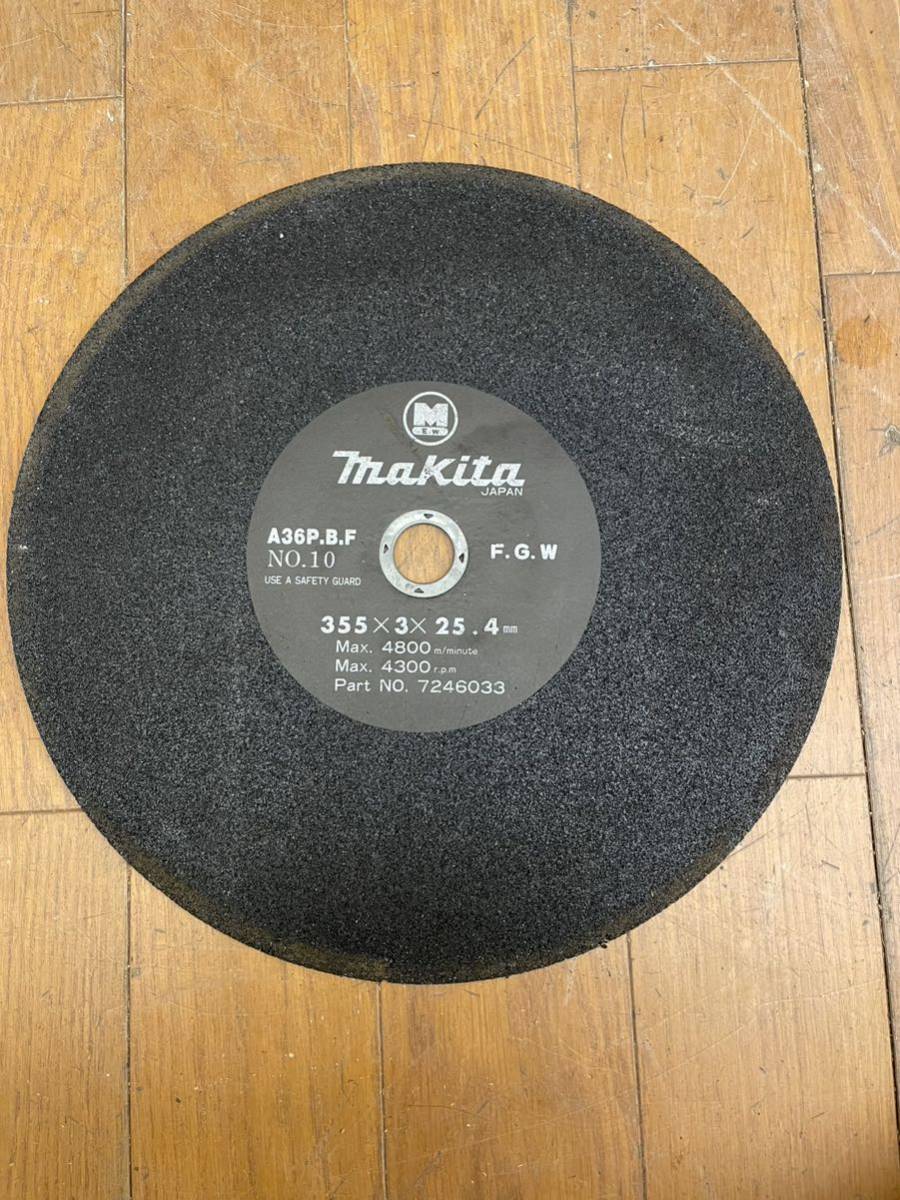 M
E.W
makita
JAPAN
A36P.B.F
NO.10
USE A SAFETY GUARD
F.G.W
355×3×25.4mm
Max. 4800 m/minute
Max. 4300 r.p.m
Part NO. 7246033